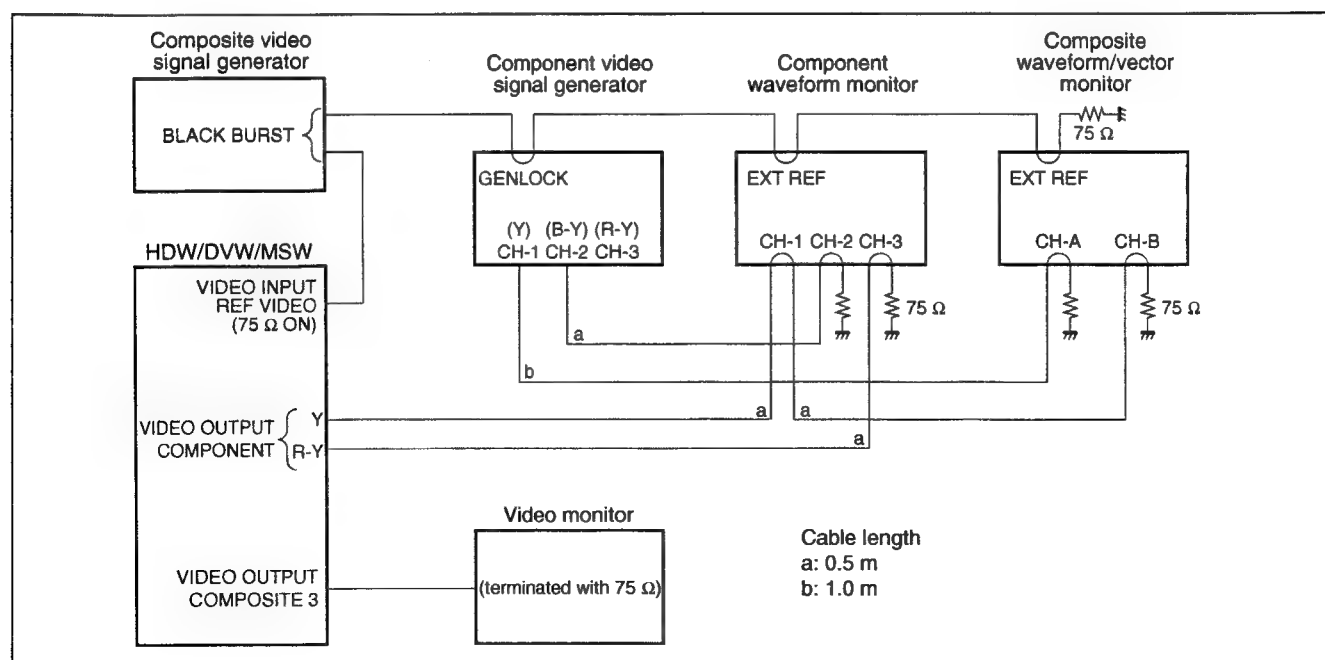 Composite video
signal generator
BLACK BURST
Component video
signal generator
GENLOCK
(Y) (B-Y) (R-Y)
CH-1 CH-2 CH-3
Component
waveform monitor
EXT REF
CH-1 CH-2 CH-3
75 Ω
Composite
waveform/vector
monitor
75 Ω
EXT REF
CH-A CH-B
75 Ω
HDW/DVW/MSW
VIDEO INPUT
REF VIDEO
(75 Ω ON)
a
b
a a
a
VIDEO OUTPUT
COMPONENT
Y
R-Y
VIDEO OUTPUT
COMPOSITE 3
Video monitor
(terminated with 75 Ω)
Cable length
a: 0.5 m
b: 1.0 m